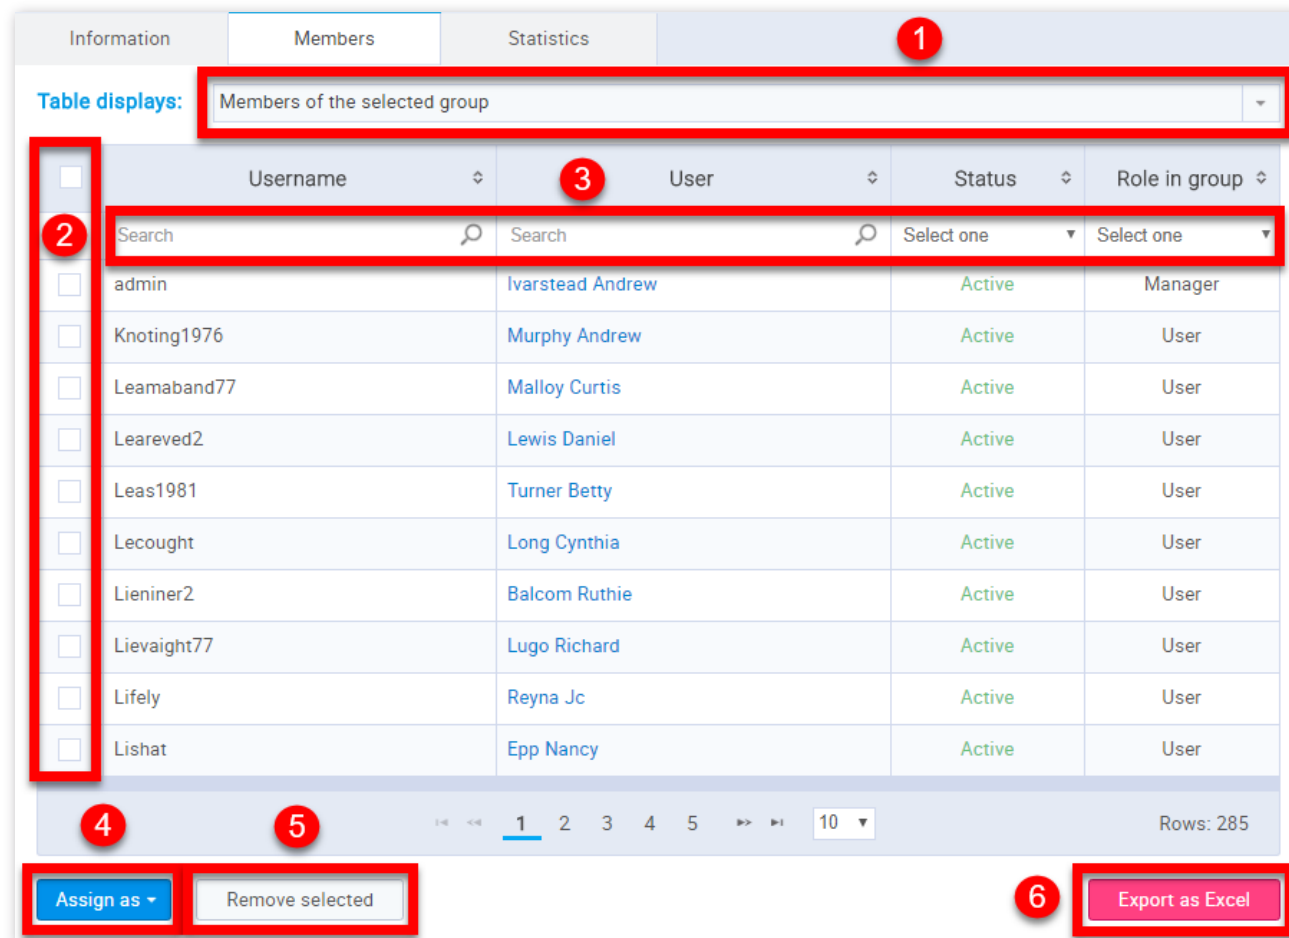 Information Members Statistics 1
Table displays: Members of the selected group
Username 3 User Status Role in group
2 Search Search Select one Select one
admin Ivarstead Andrew Active Manager
Knoting1976 Murphy Andrew Active User
Leamaband77 Malloy Curtis Active User
Leareved2 Lewis Daniel Active User
Leas1981 Turner Betty Active User
Lecought Long Cynthia Active User
Lieniner2 Balcom Ruthie Active User
Lievaight77 Lugo Richard Active User
Lifely Reyna Jc Active User
Lishat Epp Nancy Active User
4 5 1 2 3 4 5 10 Rows: 285
Assign as Remove selected 6 Export as Excel